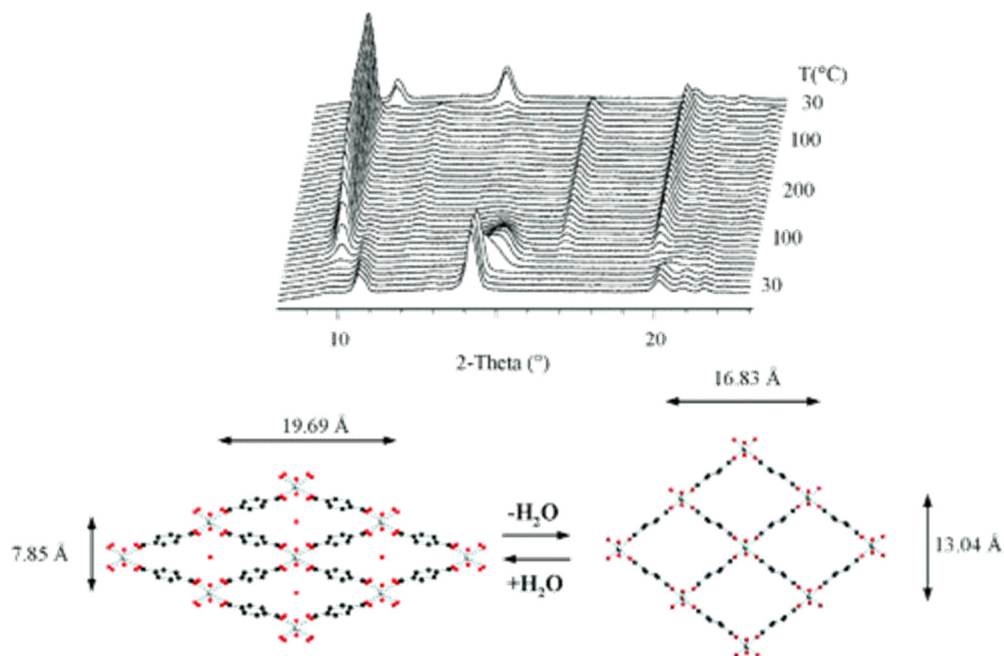 T(°C)
30
100
200
100
30
10
20
2-Theta (°)
16.83 Å
19.69 Å
7.85 Å
-H₂O
+H₂O
13.04 Å